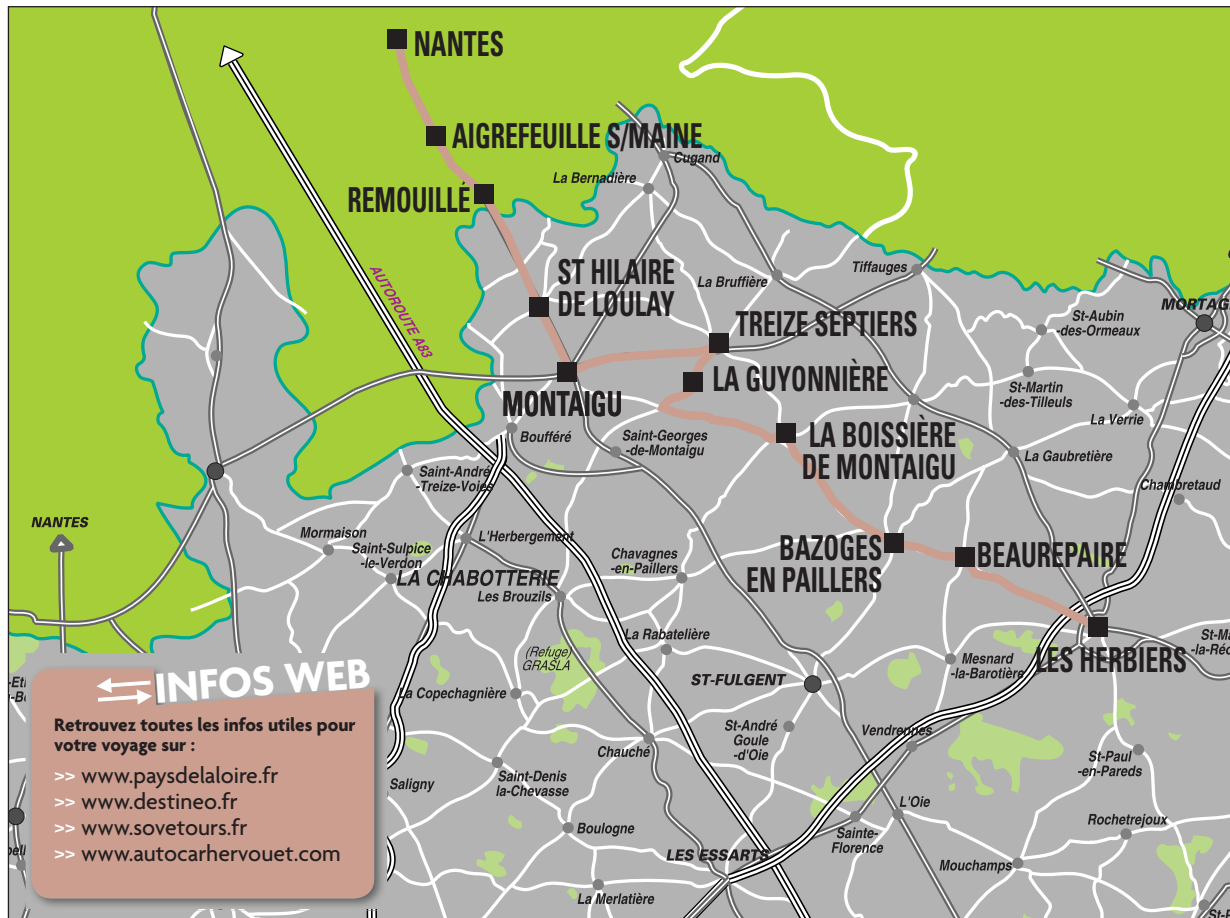 NANTES
AIGREFEUILLE S/MAINE
Cugand
La Bernadière
REMOUILLÉ
AUTOROUTE A83
ST HILAIRE
DE LOULAY
La Bruffière
Tiffauges
MORTAG
St-Aubin
-des-Ormeaux
TREIZE SEPTIERS
LA GUYONNIÈRE
St-Martin
-des-Tilleuls
La Verrie
MONTAIGU
Boufféré
Saint-Georges
-de-Montaigu
LA BOISSIÈRE
DE MONTAIGU
La Gaubretière
Saint-André
-Treize-Voies
Chambretaud
NANTES
Mormaison
Saint-Sulpice
-le-Verdon
L'Herbergement
LA CHABOTTERIE
Les Brouzils
Chavagnes
-en-Paillers
BAZOGES
EN PAILLERS
BEAUREPAIRE
La Rabatelière
(Refuge)
GRASLA
St-Ma
-la-Réc
LES HERBIERS
Mesnard
-la-Barotière
ST-FULGENT
La Copechagnière
St-André
Goule
-d'Oie
Vendrennes
Chauché
St-Paul
-en-Pareds
Saligny
Saint-Denis
la-Chevasse
L'Oie
Boulogne
Sainte-
Florence
Rochetrejoux
LES ESSARTS
Mouchamps
La Merlatière
INFOS WEB
Retrouvez toutes les infos utiles pour
votre voyage sur :
>> www.paysdelaloire.fr
>> www.destineo.fr
>> www.sovetours.fr
>> www.autocarhervouet.com